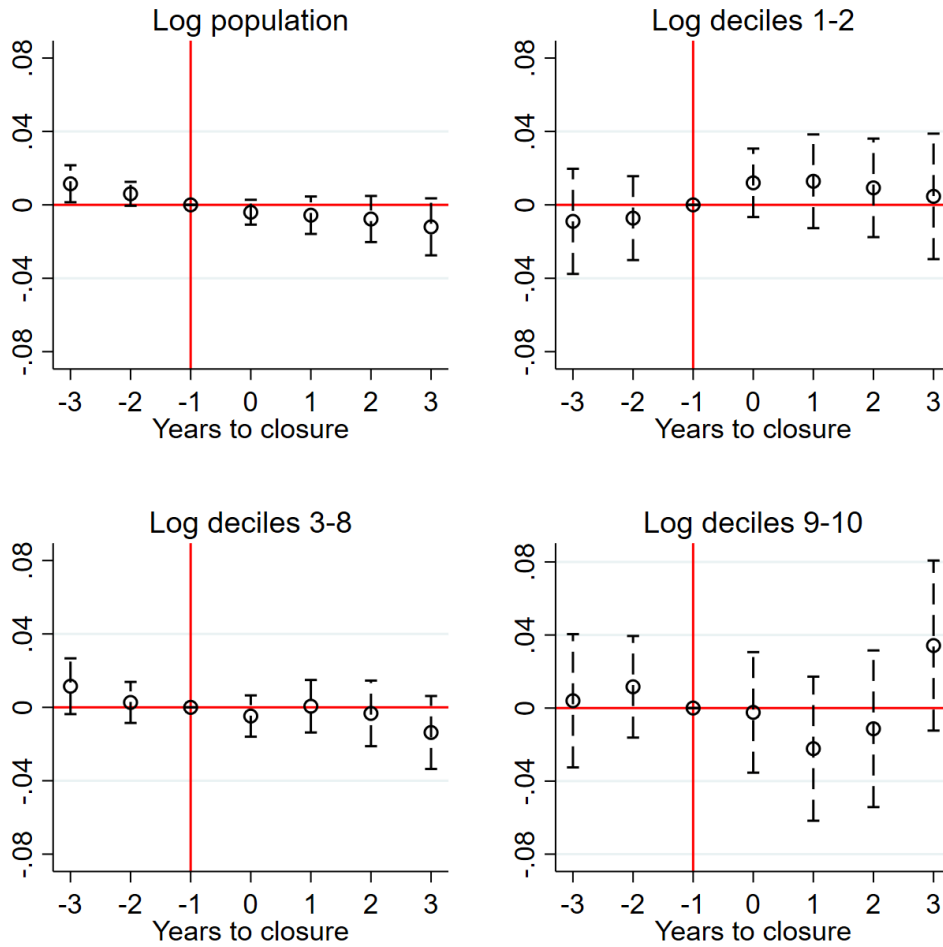 Log population
.08
.04
0
-.04
-.08
-3 -2 -1 0 1 2 3
Years to closure
Log deciles 1-2
.08
.04
0
-.04
-.08
-3 -2 -1 0 1 2 3
Years to closure
Log deciles 3-8
.08
.04
0
-.04
-.08
-3 -2 -1 0 1 2 3
Years to closure
Log deciles 9-10
.08
.04
0
-.04
-.08
-3 -2 -1 0 1 2 3
Years to closure